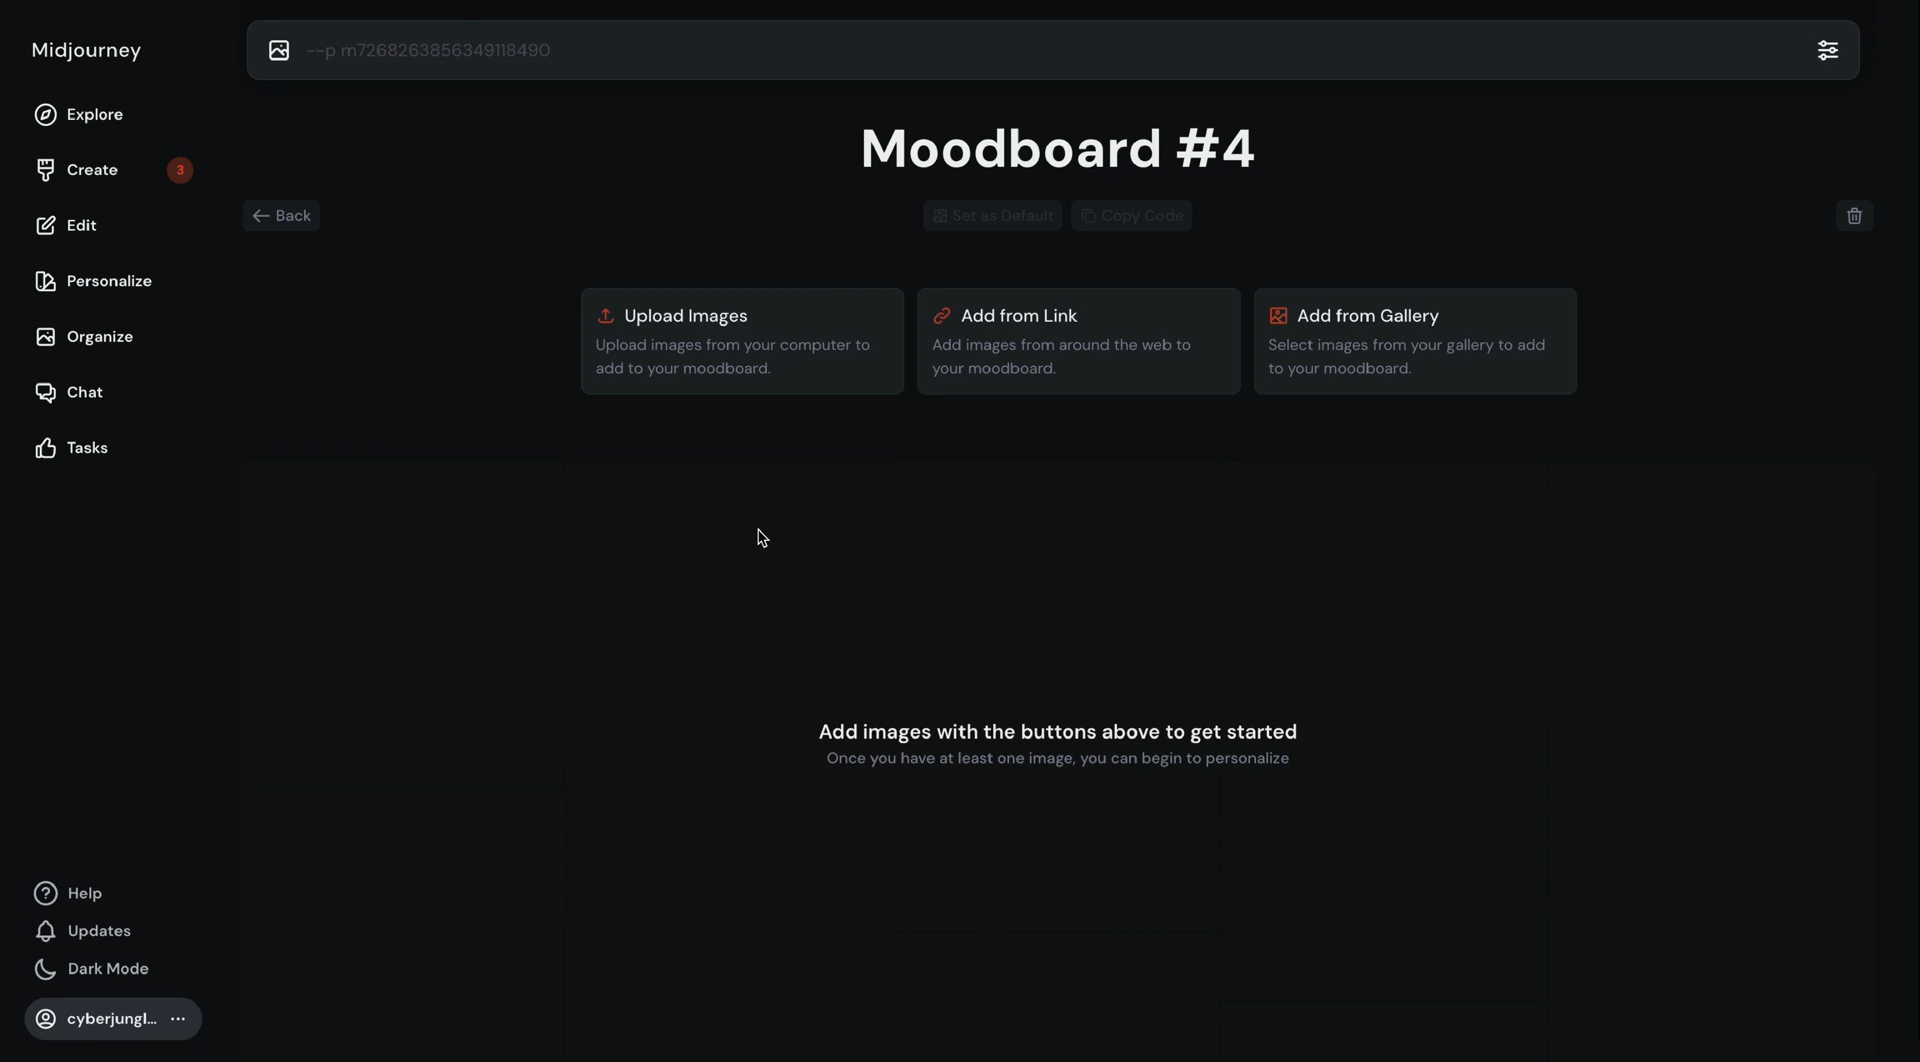 Midjourney
--p m7268263856349118490
Explore
Create 3
Edit
Personalize
Organize
Chat
Tasks
Moodboard #4
Back
Set as Default
Copy Code
Upload Images
Upload images from your computer to
add to your moodboard.
Add from Link
Add images from around the web to
your moodboard.
Add from Gallery
Select images from your gallery to add
to your moodboard.
Add images with the buttons above to get started
Once you have at least one image, you can begin to personalize
Help
Updates
Dark Mode
cyberjungl... ...